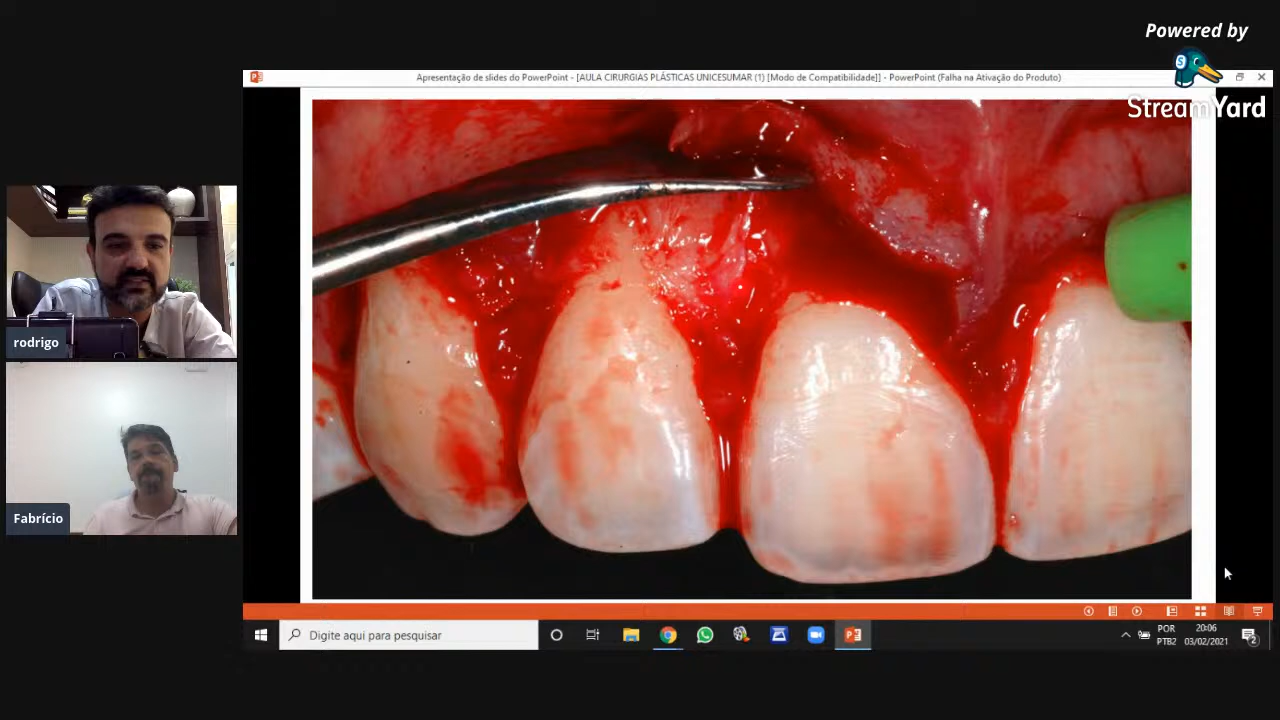 Powered by
StreamYard
Apresentação de slides do PowerPoint - [AULA CIRURGIAS PLÁSTICAS UNICESUMAR (1) [Modo de Compatibilidade]] - PowerPoint (Falha na Ativação do Produto)
rodrigo
Fabrício
Digite aqui para pesquisar
POR
PTB2
20:06
03/02/2021
2